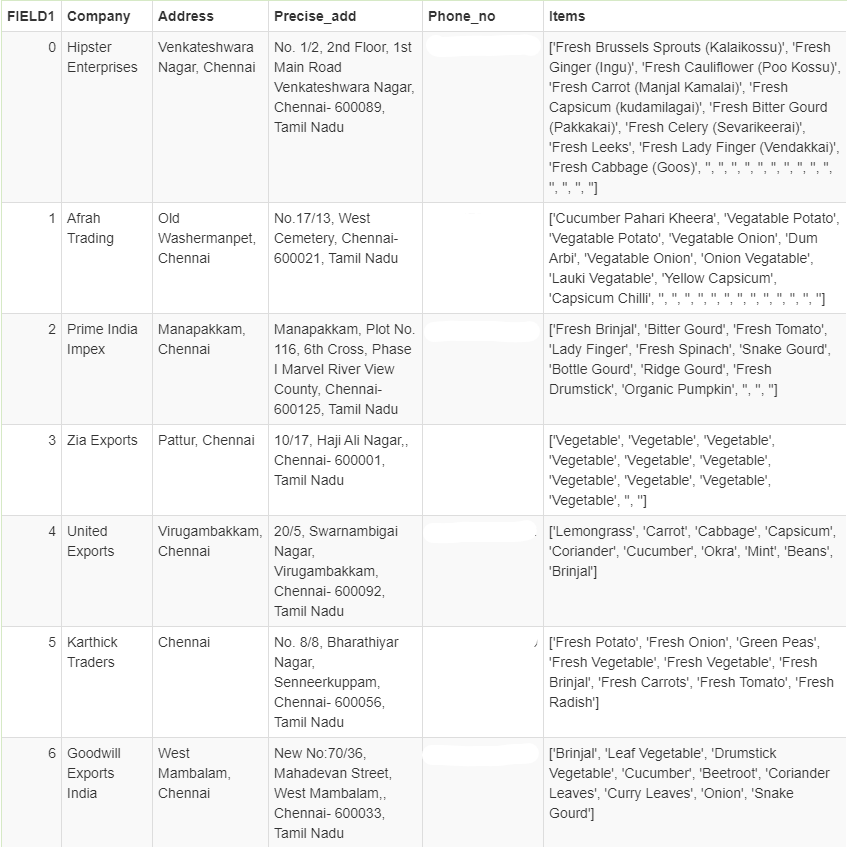 FIELD1 Company Address Precise_add Phone_no Items
0 Hipster Venkateshwara No. 1/2, 2nd Floor, 1st ['Fresh Brussels Sprouts (Kalaikossu)', 'Fresh
Enterprises Nagar, Chennai Main Road Ginger (Ingu)', 'Fresh Cauliflower (Poo Kossu)',
Venkateshwara Nagar, 'Fresh Carrot (Manjal Kamalai)', 'Fresh
Chennai- 600089, Capsicum (kudamilagai)', 'Fresh Bitter Gourd
Tamil Nadu (Pakkakai)', 'Fresh Celery (Sevarikeerai)',
'Fresh Leeks', 'Fresh Lady Finger (Vendakkai)',
'Fresh Cabbage (Goos)', '', '', '', '', '', '', '', '', '', '',
'', '', '', '']
1 Afrah Old No.17/13, West ['Cucumber Pahari Kheera', 'Vegatable Potato',
Trading Washermanpet, Cemetery, Chennai- 'Vegatable Potato', 'Vegatable Onion', 'Dum
Chennai 600021, Tamil Nadu Arbi', 'Vegatable Onion', 'Onion Vegatable',
'Lauki Vegatable', 'Yellow Capsicum',
'Capsicum Chilli', '', '', '', '', '', '', '', '', '', '', '', '', '']
2 Prime India Manapakkam, Manapakkam, Plot No. ['Fresh Brinjal', 'Bitter Gourd', 'Fresh Tomato',
Impex Chennai 116, 6th Cross, Phase 'Lady Finger', 'Fresh Spinach', 'Snake Gourd',
I Marvel River View 'Bottle Gourd', 'Ridge Gourd', 'Fresh
County, Chennai- Drumstick', 'Organic Pumpkin', '', '', '']
600125, Tamil Nadu
3 Zia Exports Pattur, Chennai 10/17, Haji Ali Nagar,, ['Vegetable', 'Vegetable', 'Vegetable',
Chennai- 600001, 'Vegetable', 'Vegetable', 'Vegetable',
Tamil Nadu 'Vegetable', 'Vegetable', 'Vegetable',
'Vegetable', '', '']
4 United Virugambakkam, 20/5, Swarnambigai ['Lemongrass', 'Carrot', 'Cabbage', 'Capsicum',
Exports Chennai Nagar, 'Coriander', 'Cucumber', 'Okra', 'Mint', 'Beans',
Virugambakkam, 'Brinjal']
Chennai- 600092,
Tamil Nadu
5 Karthick Chennai No. 8/8, Bharathiyar ['Fresh Potato', 'Fresh Onion', 'Green Peas',
Traders Nagar, 'Fresh Vegetable', 'Fresh Vegetable', 'Fresh
Senneerkuppam, Brinjal', 'Fresh Carrots', 'Fresh Tomato', 'Fresh
Chennai- 600056, Radish']
Tamil Nadu
6 Goodwill West New No:70/36, ['Brinjal', 'Leaf Vegetable', 'Drumstick
Exports Mambalam, Mahadevan Street, Vegetable', 'Cucumber', 'Beetroot', 'Coriander
India Chennai West Mambalam,, Leaves', 'Curry Leaves', 'Onion', 'Snake
Chennai- 600033, Gourd']
Tamil Nadu